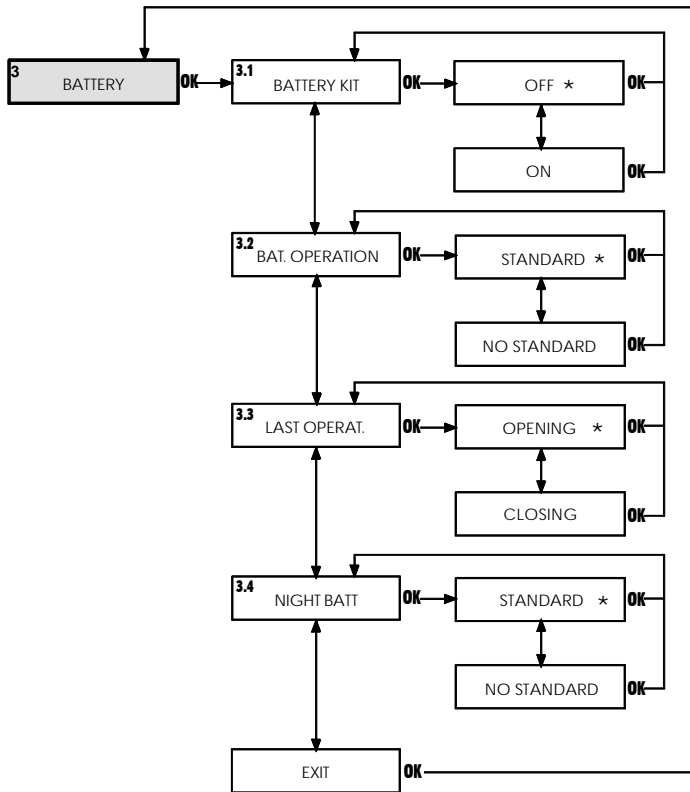 3
BATTERY OK
3.1
BATTERY KIT OK
OFF * OK
ON OK
3.2
BAT. OPERATION OK
STANDARD * OK
NO STANDARD OK
3.3
LAST OPERAT. OK
OPENING * OK
CLOSING OK
3.4
NIGHT BATT OK
STANDARD * OK
NO STANDARD OK
EXIT OK